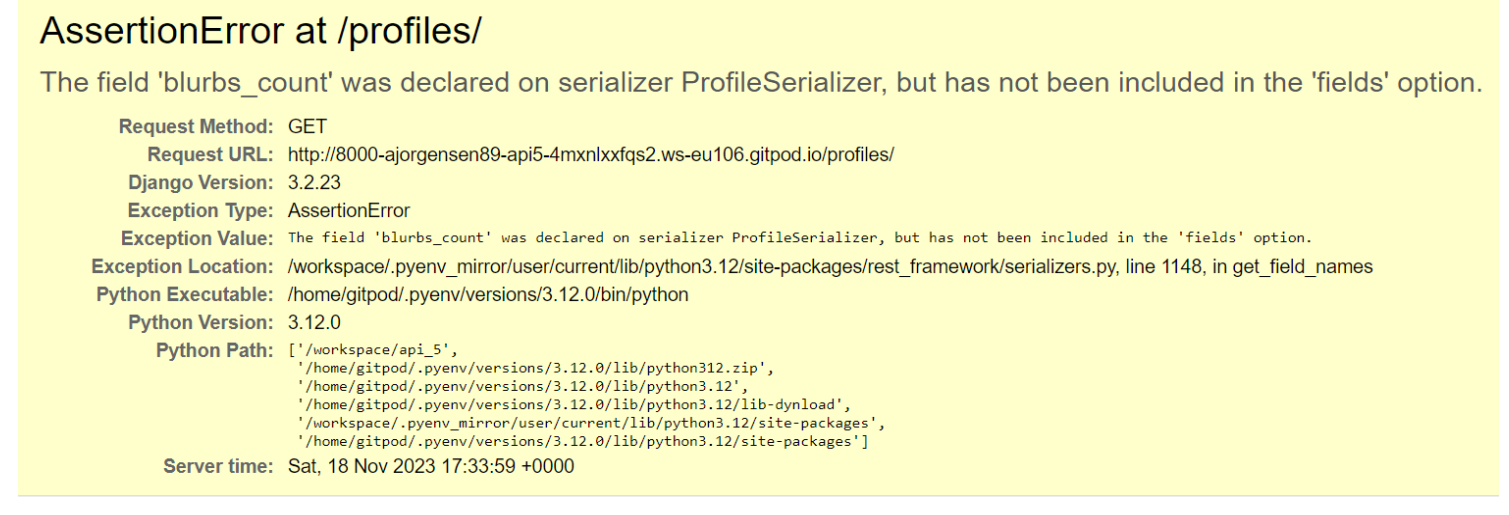 AssertionError at /profiles/
The field 'blurbs_count' was declared on serializer ProfileSerializer, but has not been included in the 'fields' option.
Request Method: GET
Request URL: http://8000-ajorgensen89-api5-4mxnlxxfqs2.ws-eu106.gitpod.io/profiles/
Django Version: 3.2.23
Exception Type: AssertionError
Exception Value: The field 'blurbs_count' was declared on serializer ProfileSerializer, but has not been included in the 'fields' option.
Exception Location: /workspace/.pyenv_mirror/user/current/lib/python3.12/site-packages/rest_framework/serializers.py, line 1148, in get_field_names
Python Executable: /home/gitpod/.pyenv/versions/3.12.0/bin/python
Python Version: 3.12.0
Python Path: ['/workspace/api_5',
'/home/gitpod/.pyenv/versions/3.12.0/lib/python312.zip',
'/home/gitpod/.pyenv/versions/3.12.0/lib/python3.12',
'/home/gitpod/.pyenv/versions/3.12.0/lib/python3.12/lib-dynload',
'/workspace/.pyenv_mirror/user/current/lib/python3.12/site-packages',
'/home/gitpod/.pyenv/versions/3.12.0/lib/python3.12/site-packages']
Server time: Sat, 18 Nov 2023 17:33:59 +0000